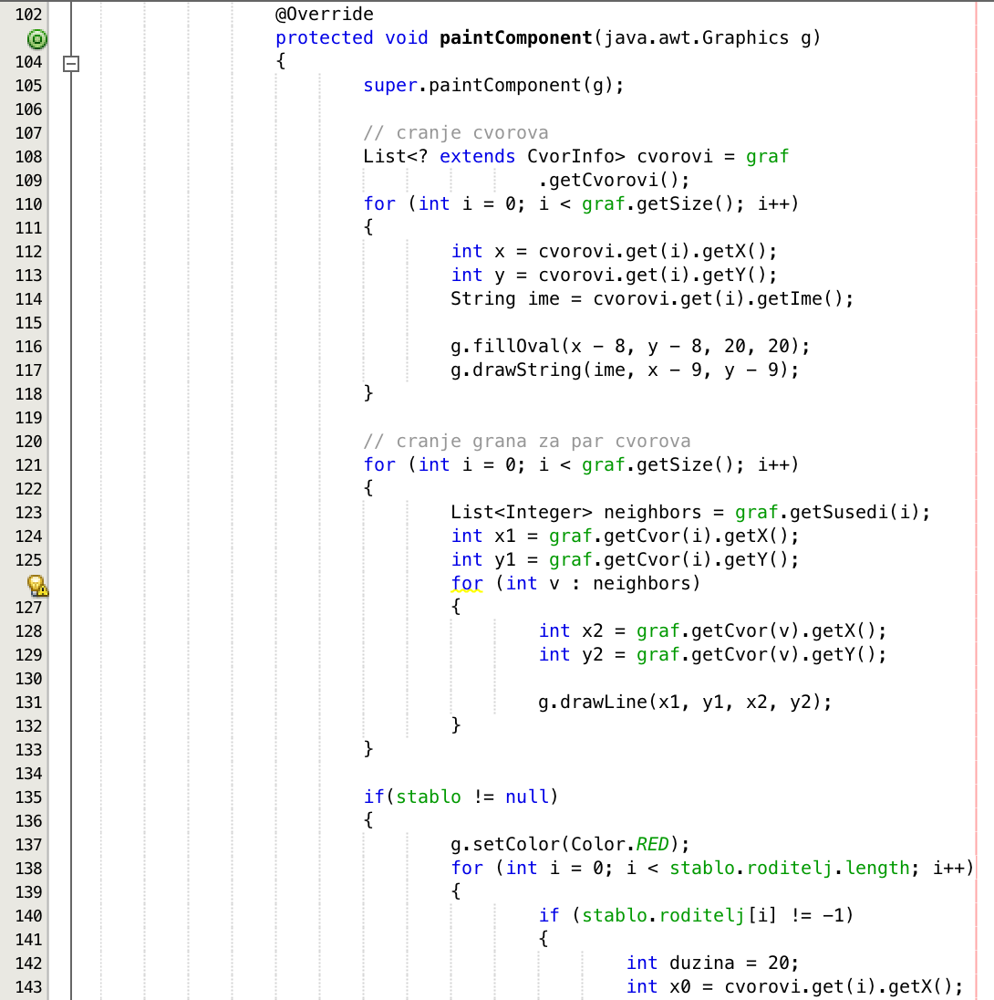 102 @Override
protected void paintComponent(java.awt.Graphics g)
104 {
105 super.paintComponent(g);
106
107 // cranje cvorova
108 List<? extends CvorInfo> cvorovi = graf
109 .getCvorovi();
110 for (int i = 0; i < graf.getSize(); i++)
111 {
112 int x = cvorovi.get(i).getX();
113 int y = cvorovi.get(i).getY();
114 String ime = cvorovi.get(i).getIme();
115
116 g.fillOval(x - 8, y - 8, 20, 20);
117 g.drawString(ime, x - 9, y - 9);
118 }
119
120 // cranje grana za par cvorova
121 for (int i = 0; i < graf.getSize(); i++)
122 {
123 List<Integer> neighbors = graf.getSusedi(i);
124 int x1 = graf.getCvor(i).getX();
125 int y1 = graf.getCvor(i).getY();
for (int v : neighbors)
127 {
128 int x2 = graf.getCvor(v).getX();
129 int y2 = graf.getCvor(v).getY();
130
131 g.drawLine(x1, y1, x2, y2);
132 }
133 }
134
135 if(stablo != null)
136 {
137 g.setColor(Color.RED);
138 for (int i = 0; i < stablo.roditelj.length; i++)
139 {
140 if (stablo.roditelj[i] != -1)
141 {
142 int duzina = 20;
143 int x0 = cvorovi.get(i).getX();